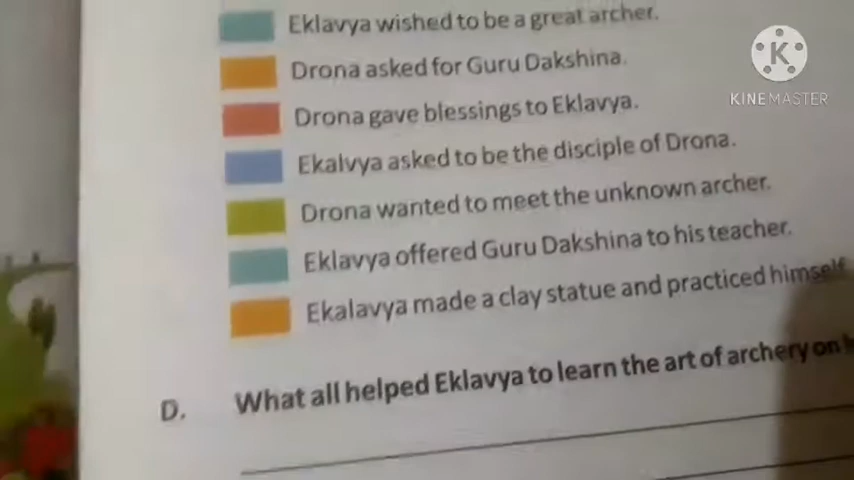 Eklavya wished to be a great archer.
Drona asked for Guru Dakshina.
Drona gave blessings to Eklavya.
Ekalvya asked to be the disciple of Drona.
Drona wanted to meet the unknown archer.
Eklavya offered Guru Dakshina to his teacher.
Ekalavya made a clay statue and practiced himself
D. What all helped Eklavya to learn the art of archery on
K
KINEMASTER